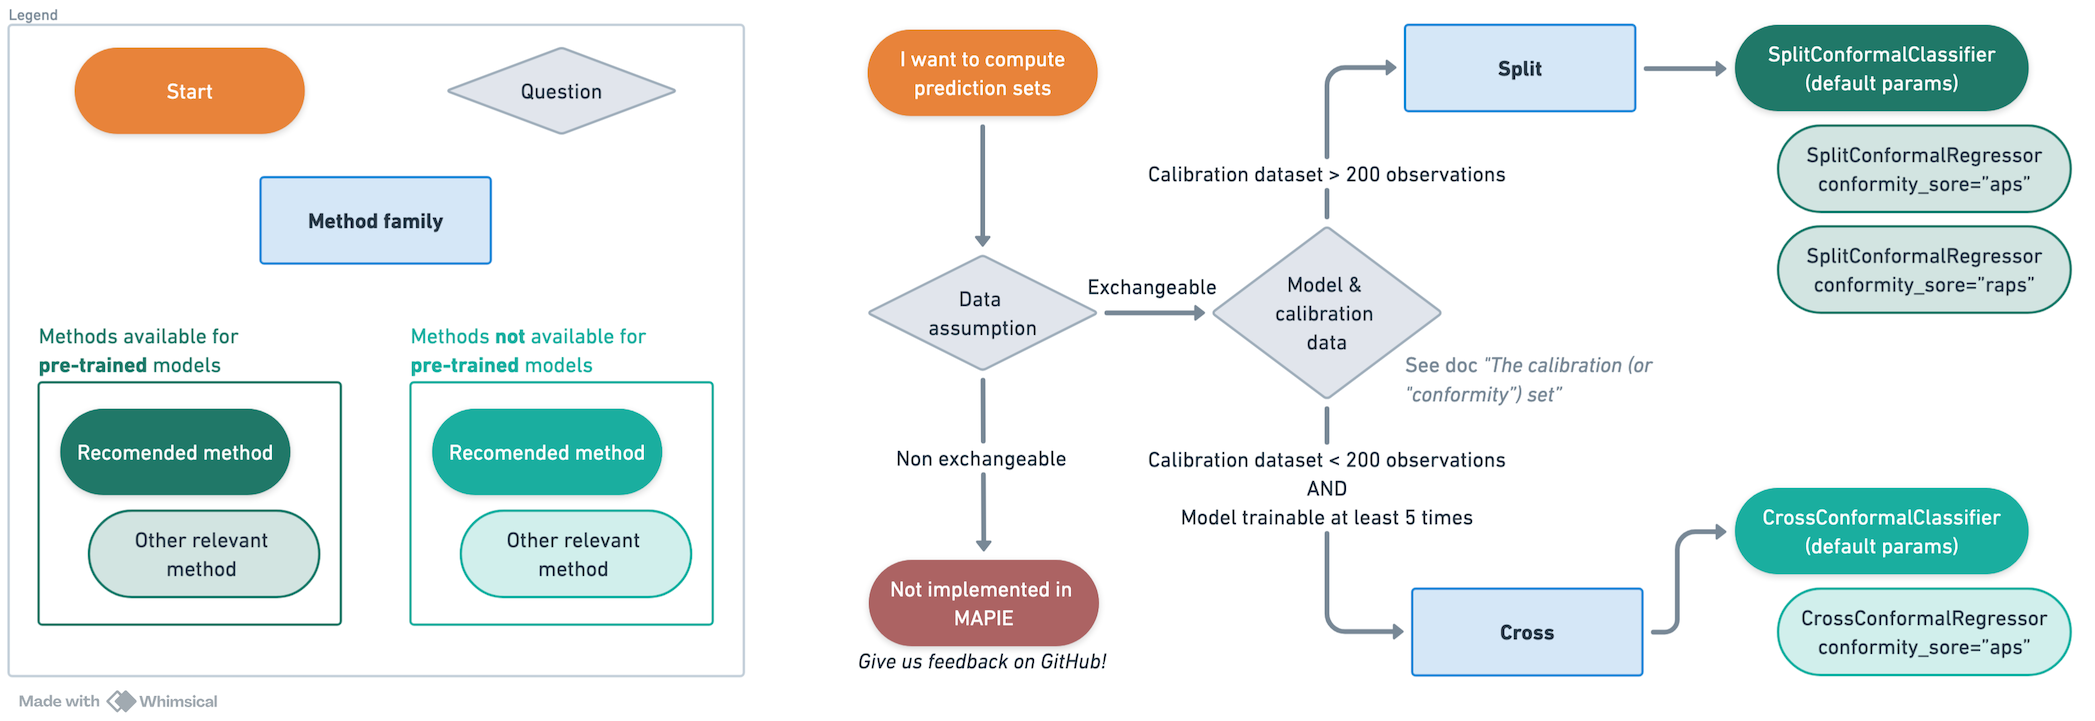 Legend
Start
Question
Method family
Methods available for
pre-trained models
Recomended method
Other relevant
method
Methods not available for
pre-trained models
Recomended method
Other relevant
method
Made with Whimsical
I want to compute
prediction sets
Data
assumption
Exchangeable
Non exchangeable
Not implemented in
MAPIE
Give us feedback on GitHub!
Model &
calibration
data
See doc "The calibration (or
"conformity”) set”
Calibration dataset > 200 observations
Split
SplitConformalClassifier
(default params)
SplitConformalRegressor
conformity_sore=”aps”
SplitConformalRegressor
conformity_sore=”raps”
Calibration dataset < 200 observations
AND
Model trainable at least 5 times
Cross
CrossConformalClassifier
(default params)
CrossConformalRegressor
conformity_sore=”aps”